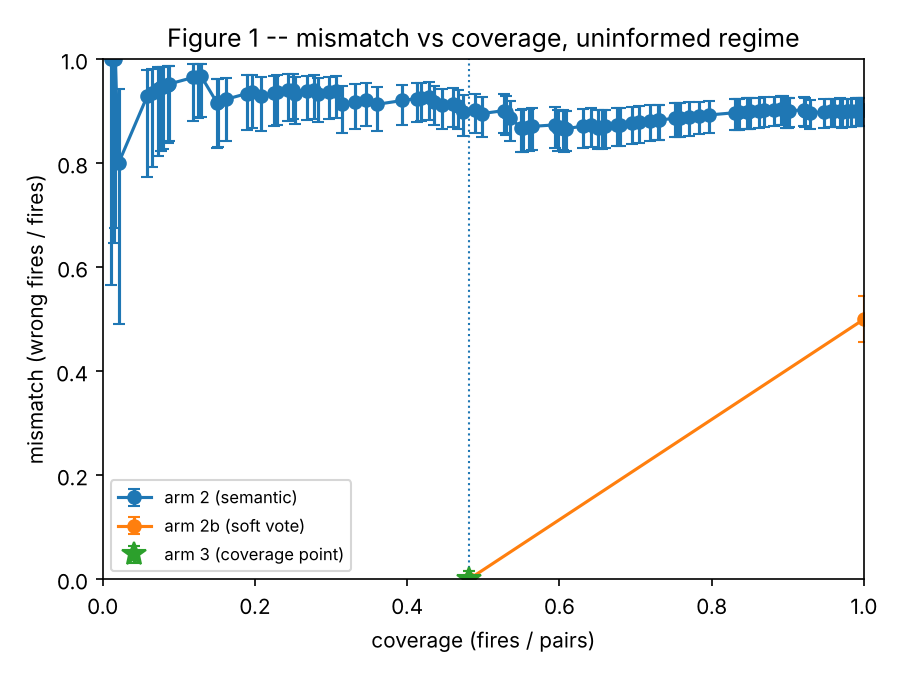 Figure 1 -- mismatch vs coverage, uninformed regime
mismatch (wrong fires / fires)
1.0
0.8
0.6
0.4
0.2
0.0
arm 2 (semantic)
arm 2b (soft vote)
arm 3 (coverage point)
0.0 0.2 0.4 0.6 0.8 1.0
coverage (fires / pairs)